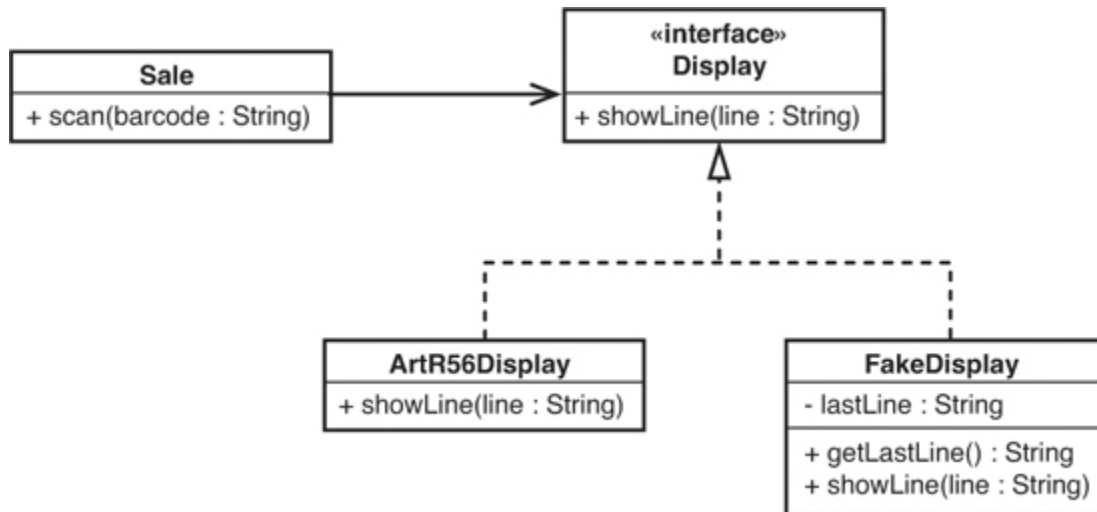 Sale
+ scan(barcode : String)
«interface»
Display
+ showLine(line : String)
ArtR56Display
+ showLine(line : String)
FakeDisplay
- lastLine : String
+ getLastLine() : String
+ showLine(line : String)